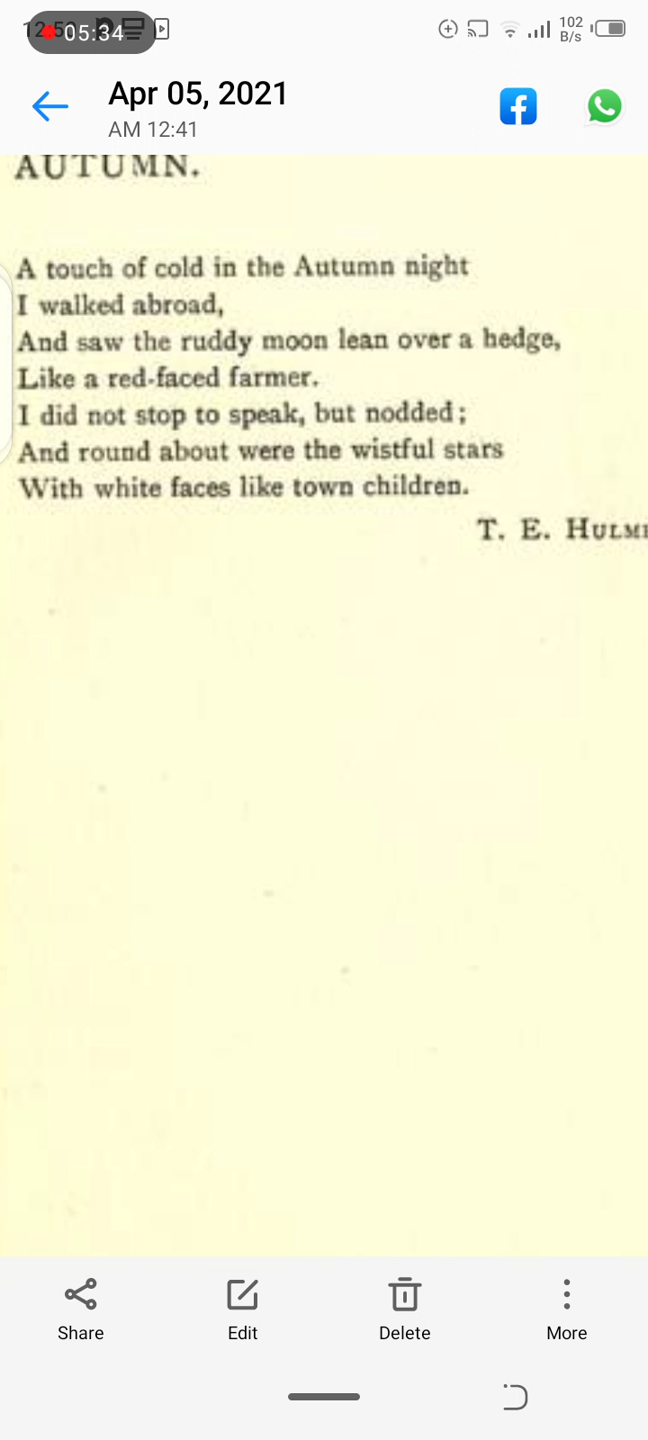 05:34
102
B/s
Apr 05, 2021
AM 12:41
AUTUMN.
A touch of cold in the Autumn night
I walked abroad,
And saw the ruddy moon lean over a hedge,
Like a red-faced farmer.
I did not stop to speak, but nodded;
And round about were the wistful stars
With white faces like town children.
T. E. HULM
Share
Edit
Delete
More